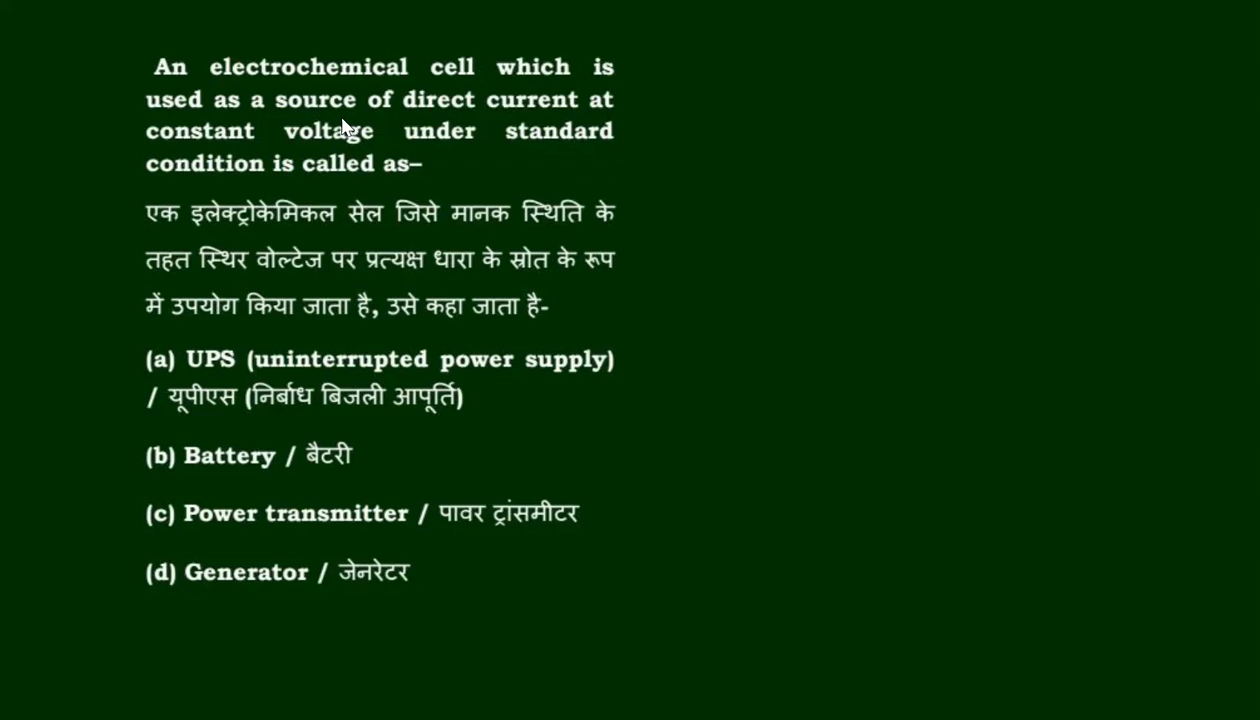 An electrochemical cell which is
used as a source of direct current at
constant voltage under standard
condition is called as–
एक इलेक्ट्रोकेमिकल सेल जिसे मानक स्थिति के
तहत स्थिर वोल्टेज पर प्रत्यक्ष धारा के स्रोत के रूप
में उपयोग किया जाता है, उसे कहा जाता है-
(a) UPS (uninterrupted power supply)
/ यूपीएस (निर्बाध बिजली आपूर्ति)
(b) Battery / बैटरी
(c) Power transmitter / पावर ट्रांसमीटर
(d) Generator / जेनरेटर